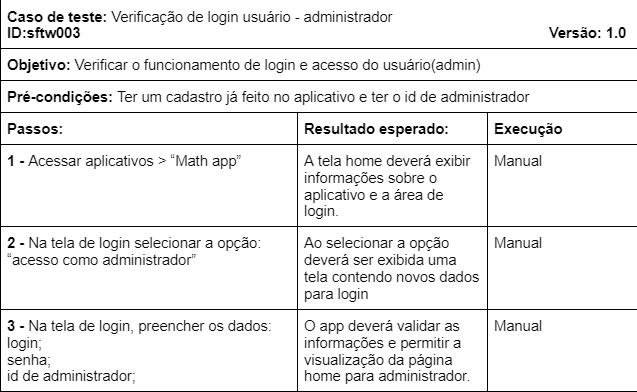 Caso de teste: Verificação de login usuário - administrador
ID:sftw003 Versão: 1.0
Objetivo: Verificar o funcionamento de login e acesso do usuário(admin)
Pré-condições: Ter um cadastro já feito no aplicativo e ter o id de administrador
Passos: Resultado esperado: Execução
1 - Acessar aplicativos > “Math app”
A tela home deverá exibir
informações sobre o
aplicativo e a área de
login.
Manual
2 - Na tela de login selecionar a opção:
“acesso como administrador”
Ao selecionar a opção
deverá ser exibida uma
tela contendo novos dados
para login
Manual
3 - Na tela de login, preencher os dados:
login;
senha;
id de administrador;
O app deverá validar as
informações e permitir a
visualização da página
home para administrador.
Manual